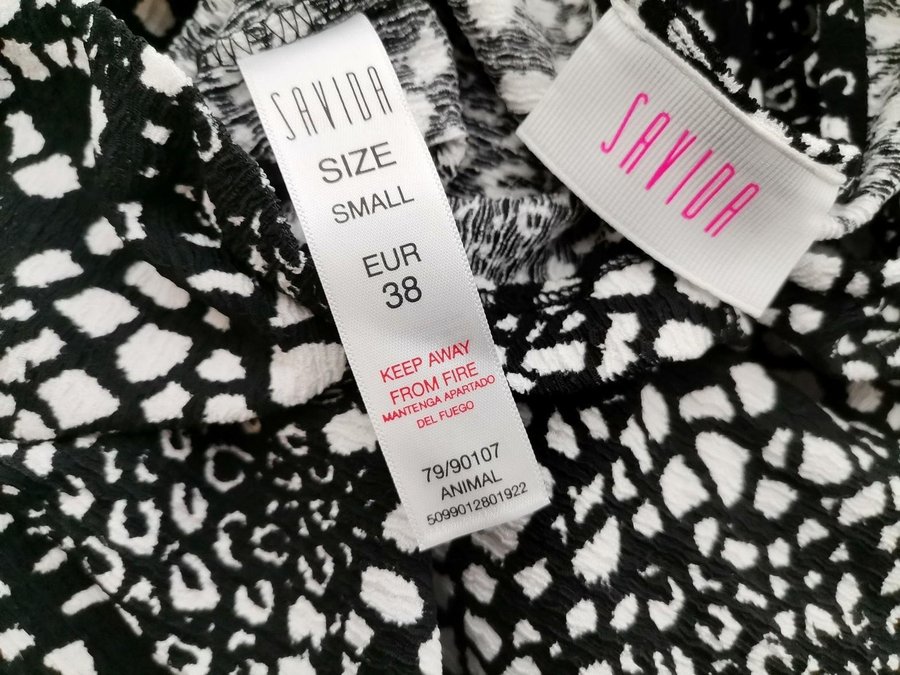 SAVIDA
SIZE
SMALL
EUR
38
KEEP AWAY
FROM FIRE
MANTENGA APARTADO
DEL FUEGO
79/90107
ANIMAL
5099012801922
SAVIDA